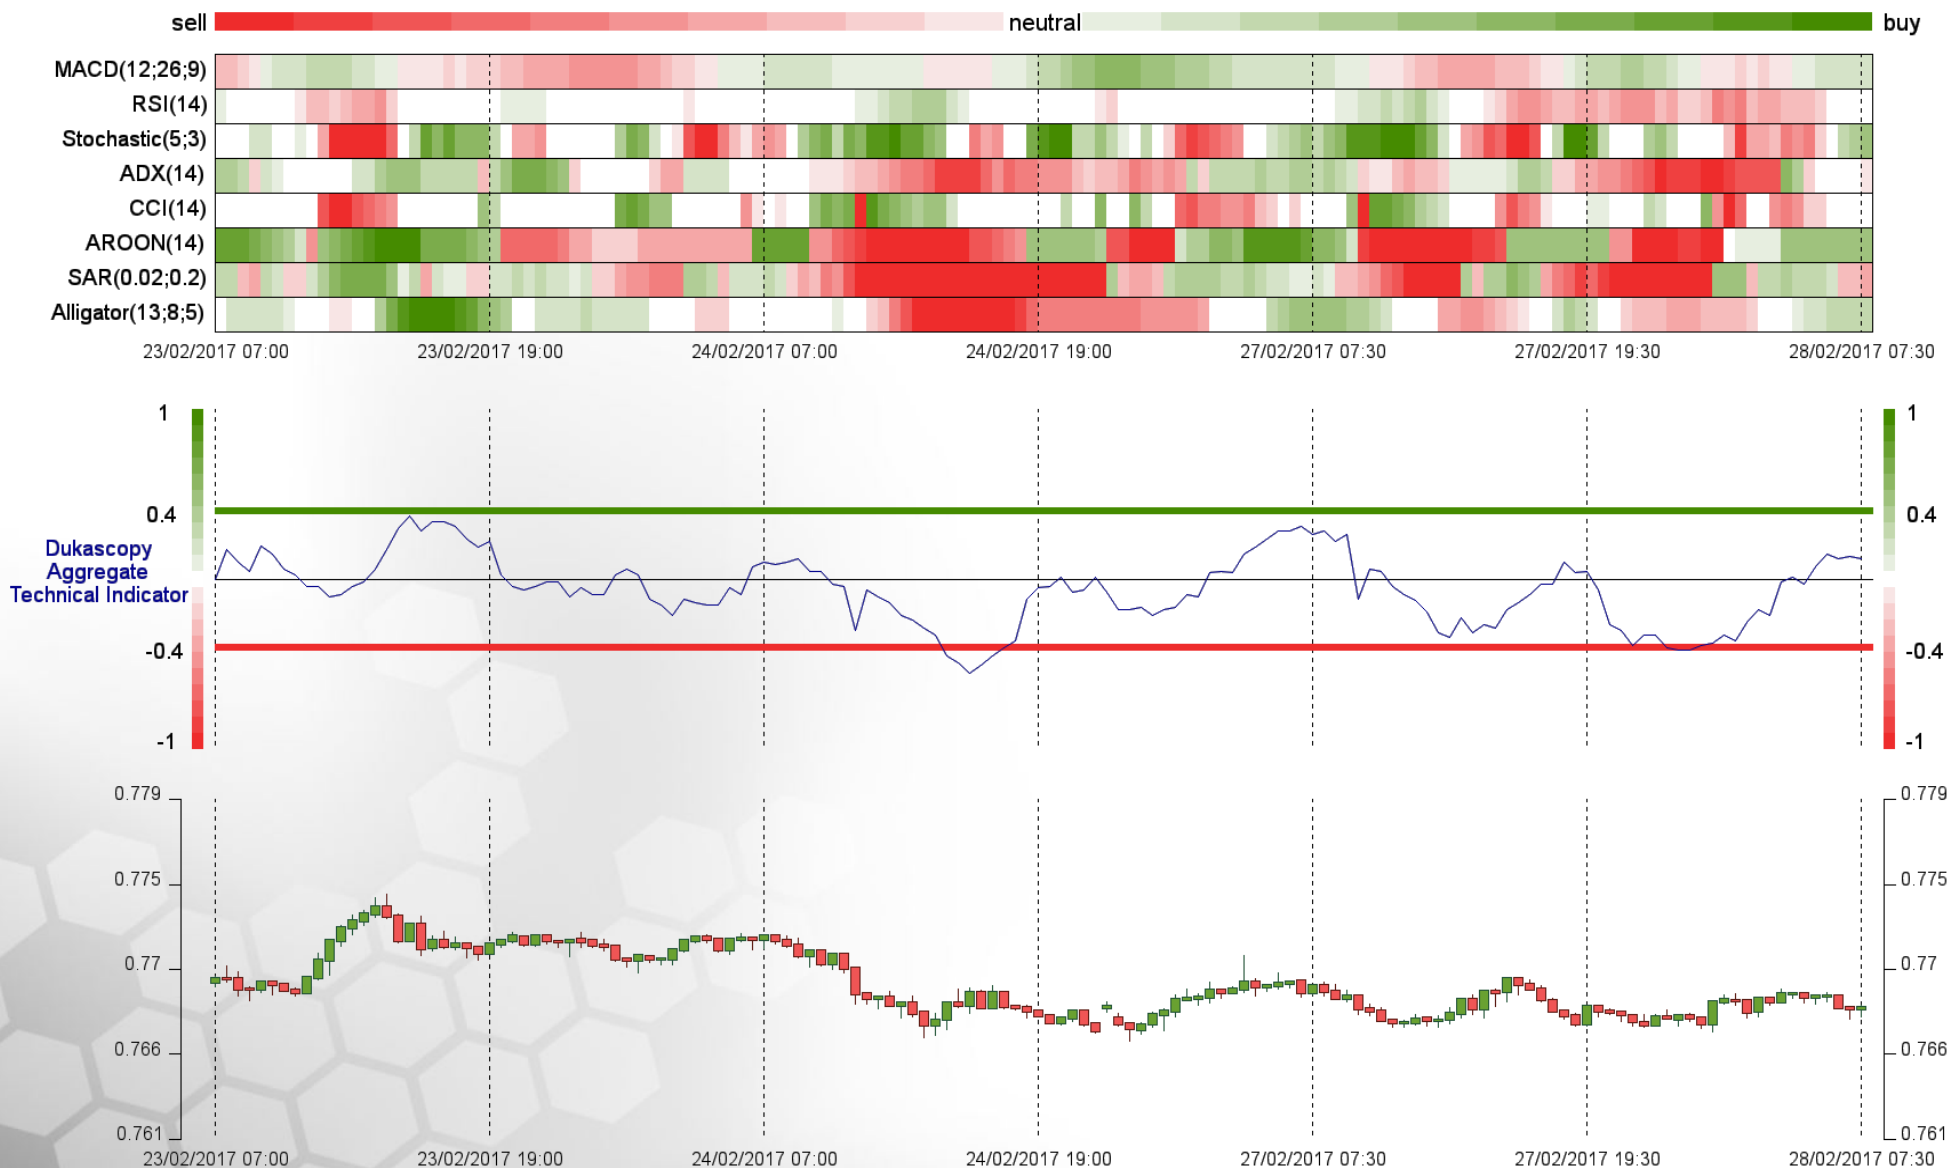 sell neutral buy
MACD(12;26;9)
RSI(14)
Stochastic(5;3)
ADX(14)
CCI(14)
AROON(14)
SAR(0.02;0.2)
Alligator(13;8;5)
23/02/2017 07:00 23/02/2017 19:00 24/02/2017 07:00 24/02/2017 19:00 27/02/2017 07:30 27/02/2017 19:30 28/02/2017 07:30
1 1
0.4 0.4
Dukascopy
Aggregate
Technical Indicator
-0.4 -0.4
-1 -1
0.779 0.779
0.775 0.775
0.77 0.77
0.766 0.766
0.761 0.761
23/02/2017 07:00 23/02/2017 19:00 24/02/2017 07:00 24/02/2017 19:00 27/02/2017 07:30 27/02/2017 19:30 28/02/2017 07:30